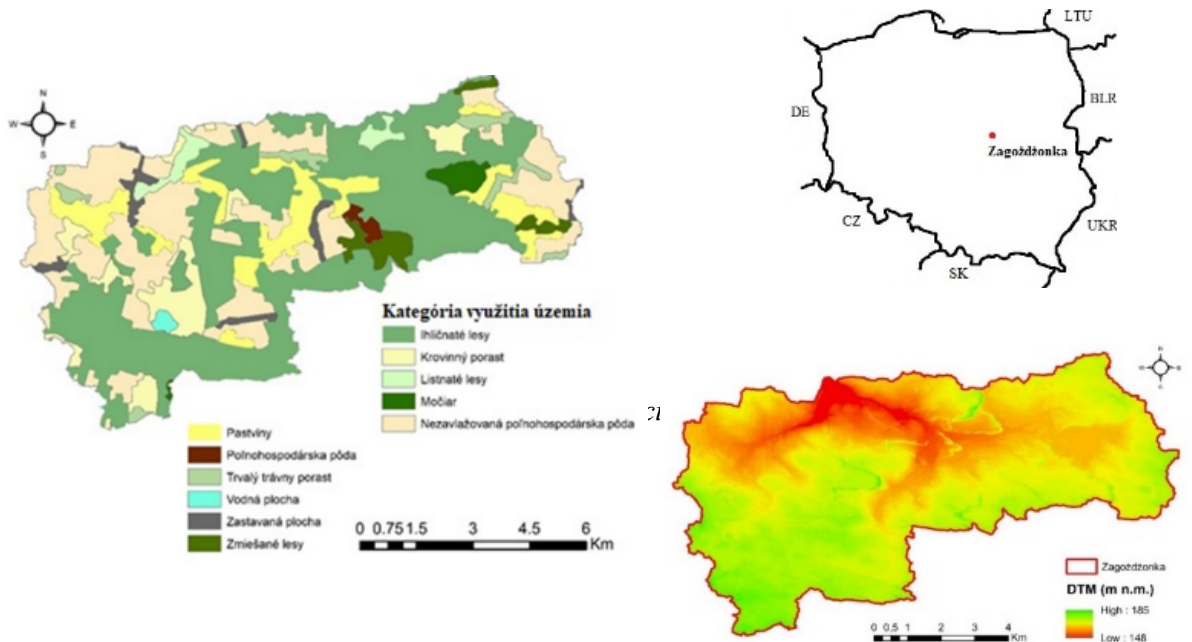 N
W E
S
Kategória využitia územia
Ihličnaté lesy
Krovinný porast
Listnaté lesy
Močiar
Nezavlažovaná poľnohospodárska pôda
Pastviny
Poľnohospodárska pôda
Trvalý trávny porast
Vodná plocha
Zastavaná plocha
Zmiešané lesy
0 0.75 1.5 3 4.5 6
Km
LTU
DE
BLR
Zagożdżonka
CZ
UKR
SK
Zagożdżonka
DTM (m n.m.)
High : 185
Low : 148
0 0,5 1 2 3 4
Km